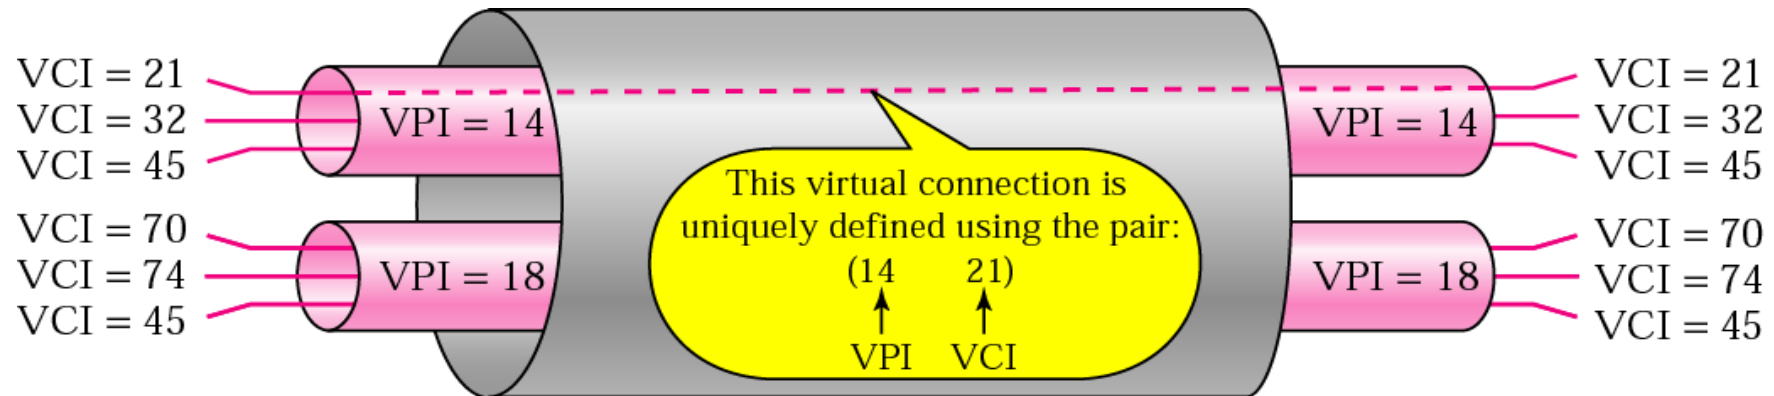 VCI = 21
VCI = 32
VCI = 45
VPI = 14
VCI = 70
VCI = 74
VCI = 45
VPI = 18
This virtual connection is
uniquely defined using the pair:
(14 21)
VPI VCI
VPI = 14
VCI = 21
VCI = 32
VCI = 45
VPI = 18
VCI = 70
VCI = 74
VCI = 45